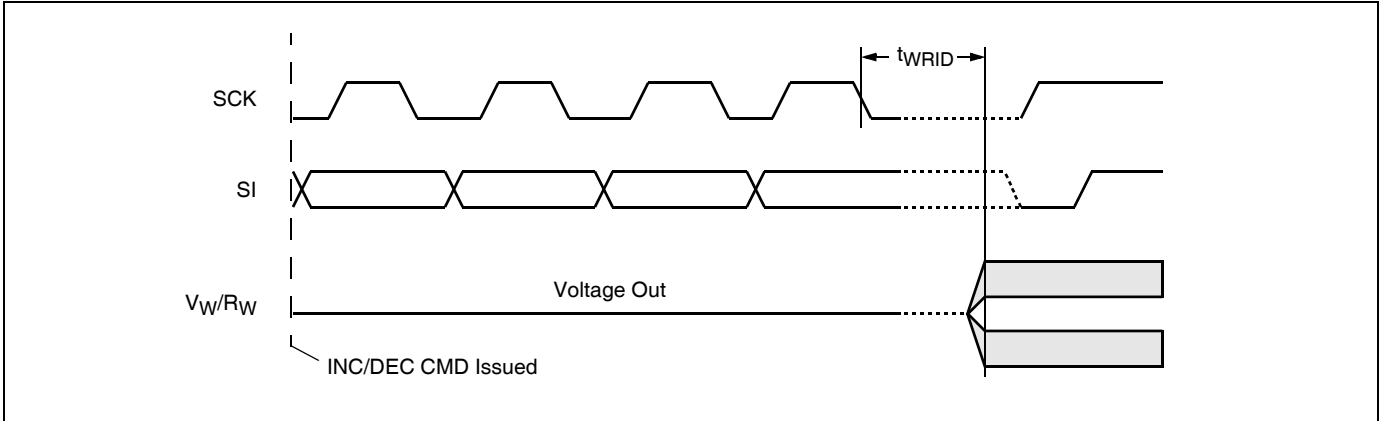 tWRID
SCK
SI
Voltage Out
VW/RW
INC/DEC CMD Issued